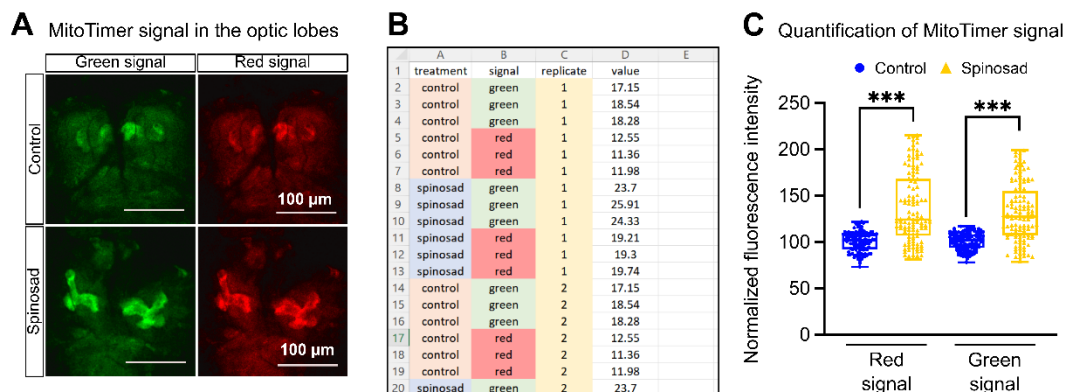 A MitoTimer signal in the optic lobes
Green signal Red signal
Control
100 µm
Spinosad
100 µm
B
A B C D E
1 treatment signal replicate value
2 control green 1 17.15
3 control green 1 18.54
4 control green 1 18.28
5 control red 1 12.55
6 control red 1 11.36
7 control red 1 11.98
8 spinosad green 1 23.7
9 spinosad green 1 25.91
10 spinosad green 1 24.33
11 spinosad red 1 19.21
12 spinosad red 1 19.3
13 spinosad red 1 19.74
14 control green 2 17.15
15 control green 2 18.54
16 control green 2 18.28
17 control red 2 12.55
18 control red 2 11.36
19 control red 2 11.98
20 spinosad green 2 23.7
C Quantification of MitoTimer signal
Control Spinosad
Normalized fluorescence intensity
250
200
150
100
50
0
*** ***
Red signal
Green signal